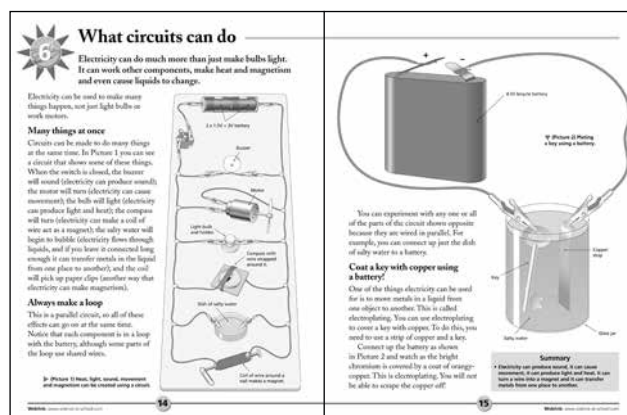 6
What circuits can do
Electricity can do much more than just make bulbs light.
It can work other components, make heat and magnetism
and even cause liquids to change.
Electricity can be used to make many
things happen, not just light bulbs or
work motors.
Many things at once
Circuits can be made to do many things
at the same time. In Picture 1 you can see
a circuit that shows some of these things.
When the switch is closed, the buzzer
will sound (electricity can produce sound);
the motor will turn (electricity can cause
movement); the bulb will light (electricity
can produce light and heat); the compass
will turn (electricity can make a coil of
wire act as a magnet); the salty water will
begin to bubble (electricity flows through
liquids, and if you leave it connected long
enough it can transfer metals in the liquid
from one place to another); and the coil
will pick up paper clips (another way that
electricity can make magnetism).
Always make a loop
This is a parallel circuit, so all of these
effects can go on at the same time.
Notice that each component is in a loop
with the battery, although some parts of
the loop use shared wires.
(Picture 1) Heat, light, sound, movement
and magnetism can be created using a circuit.
2 x 1.5V = 3V battery
Buzzer
Motor
Light bulb
and holder
Compass with
wire wrapped
around it
Dish of salty water
Coil of wire around a
nail makes a magnet.
14
+
–
(Picture 2) Plating
a key using a battery.
You can experiment with any one or all
of the parts of the circuit shown opposite
because they are wired in parallel. For
example, you can connect up just the dish
of salty water to a battery.
Coat a key with copper using
a battery!
One of the things electricity can be used
for is to move metals in a liquid from
one object to another. This is called
electroplating. You can use electroplating
to cover a key with copper. To do this, you
need to use a strip of copper and a key.
Connect up the battery as shown
in Picture 2 and watch as the bright
chromium is covered by a coat of orange-
copper. This is electroplating. You will not
be able to scrape the copper off!
Key
Copper
strip
Salty water
Glass jar
Summary
• Electricity can produce sound, it can cause
movement, it can produce light and heat. It can
turn a wire into a magnet and it can transfer
metals from one place to another.
15